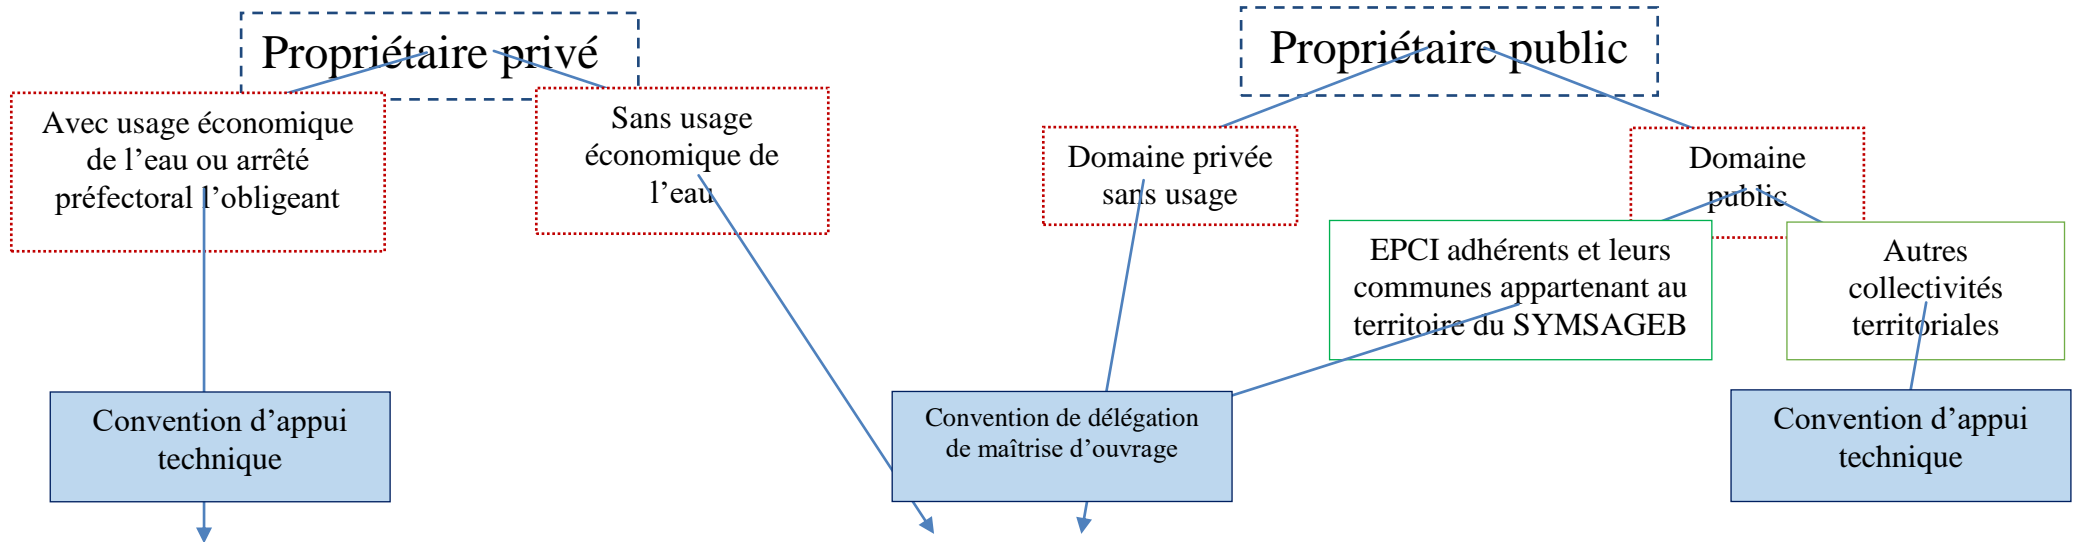 Propriétaire privé
Propriétaire public
Avec usage économique
de l’eau ou arrêté
préfectoral l’obligeant
Sans usage
économique de
l’eau
Domaine privée
sans usage
Domaine
public
EPCI adhérents et leurs
communes appartenant au
territoire du SYMSAGEB
Autres
collectivités
territoriales
Convention d’appui
technique
Convention de délégation
de maîtrise d’ouvrage
Convention d’appui
technique